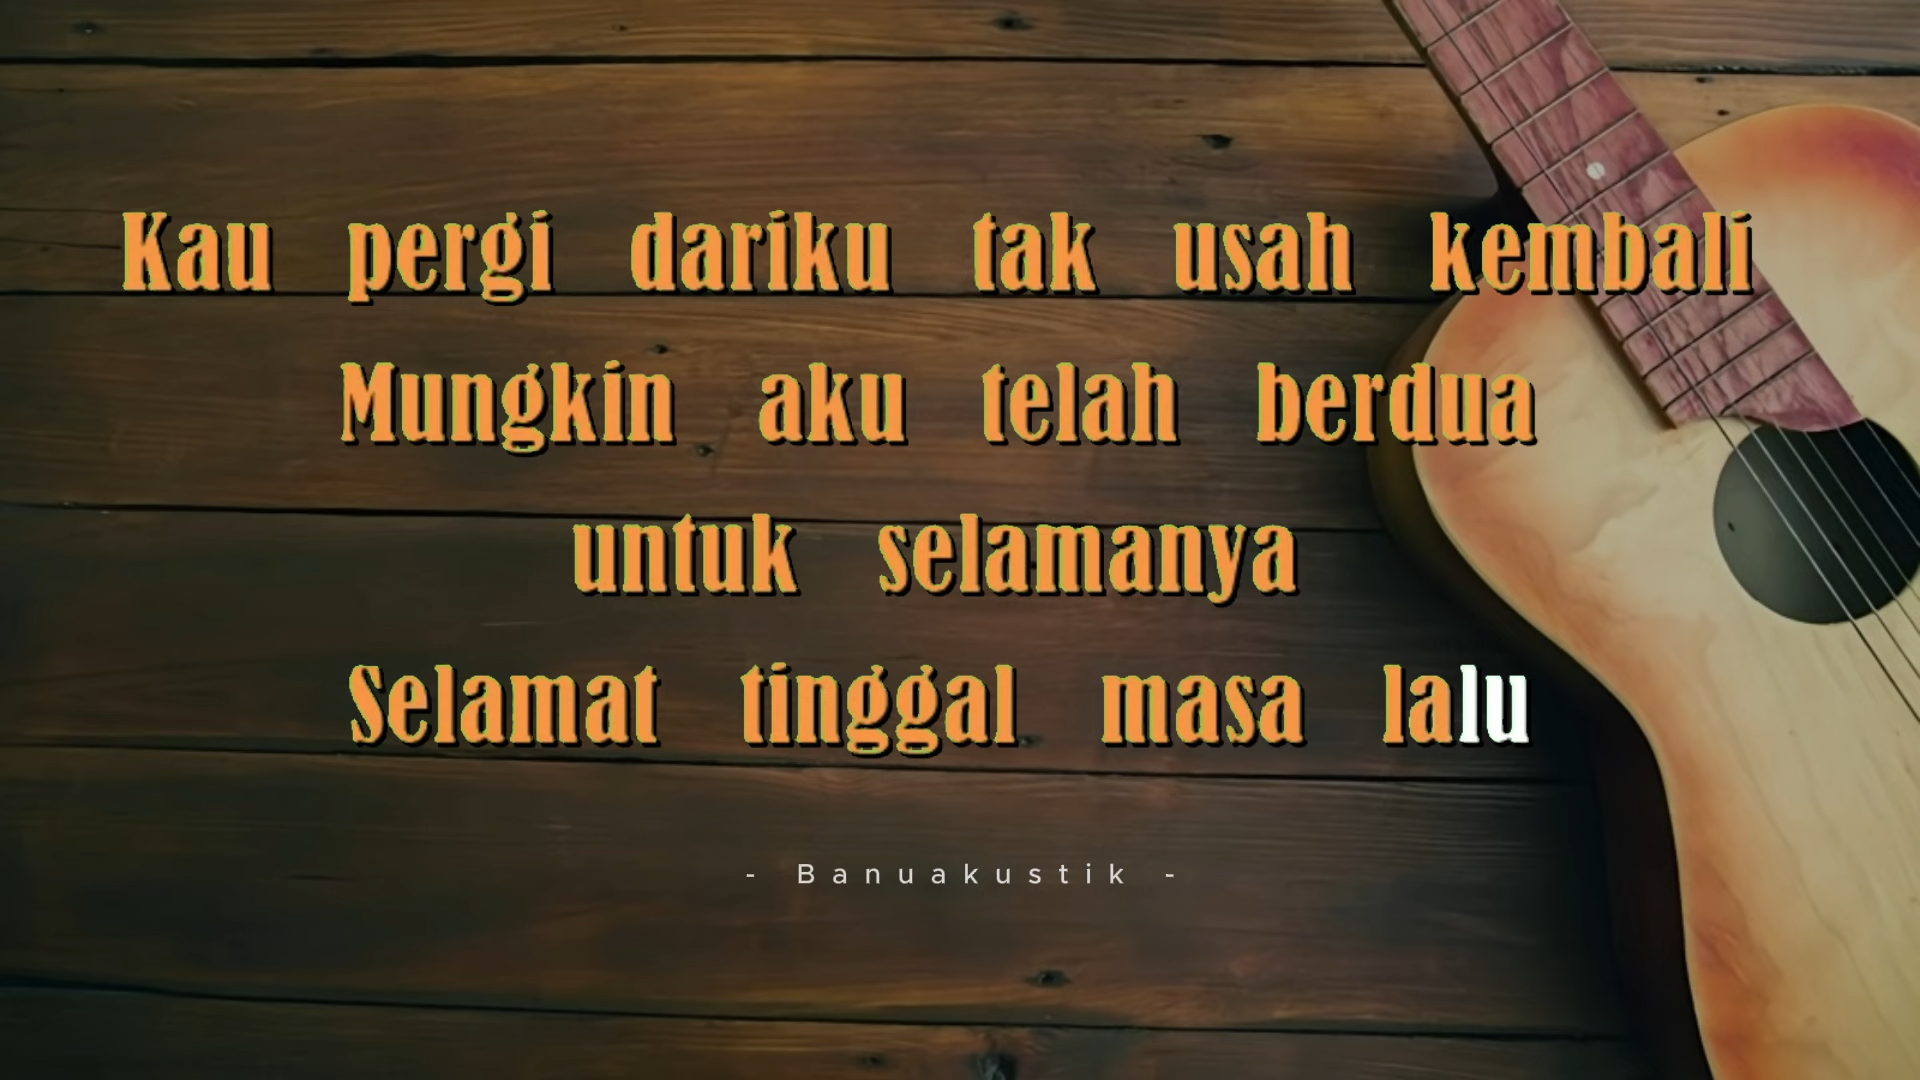 Kau pergi dariku tak usah kembali
Mungkin aku telah berdua
untuk selamanya
Selamat tinggal masa lalu
- Banuakustik -